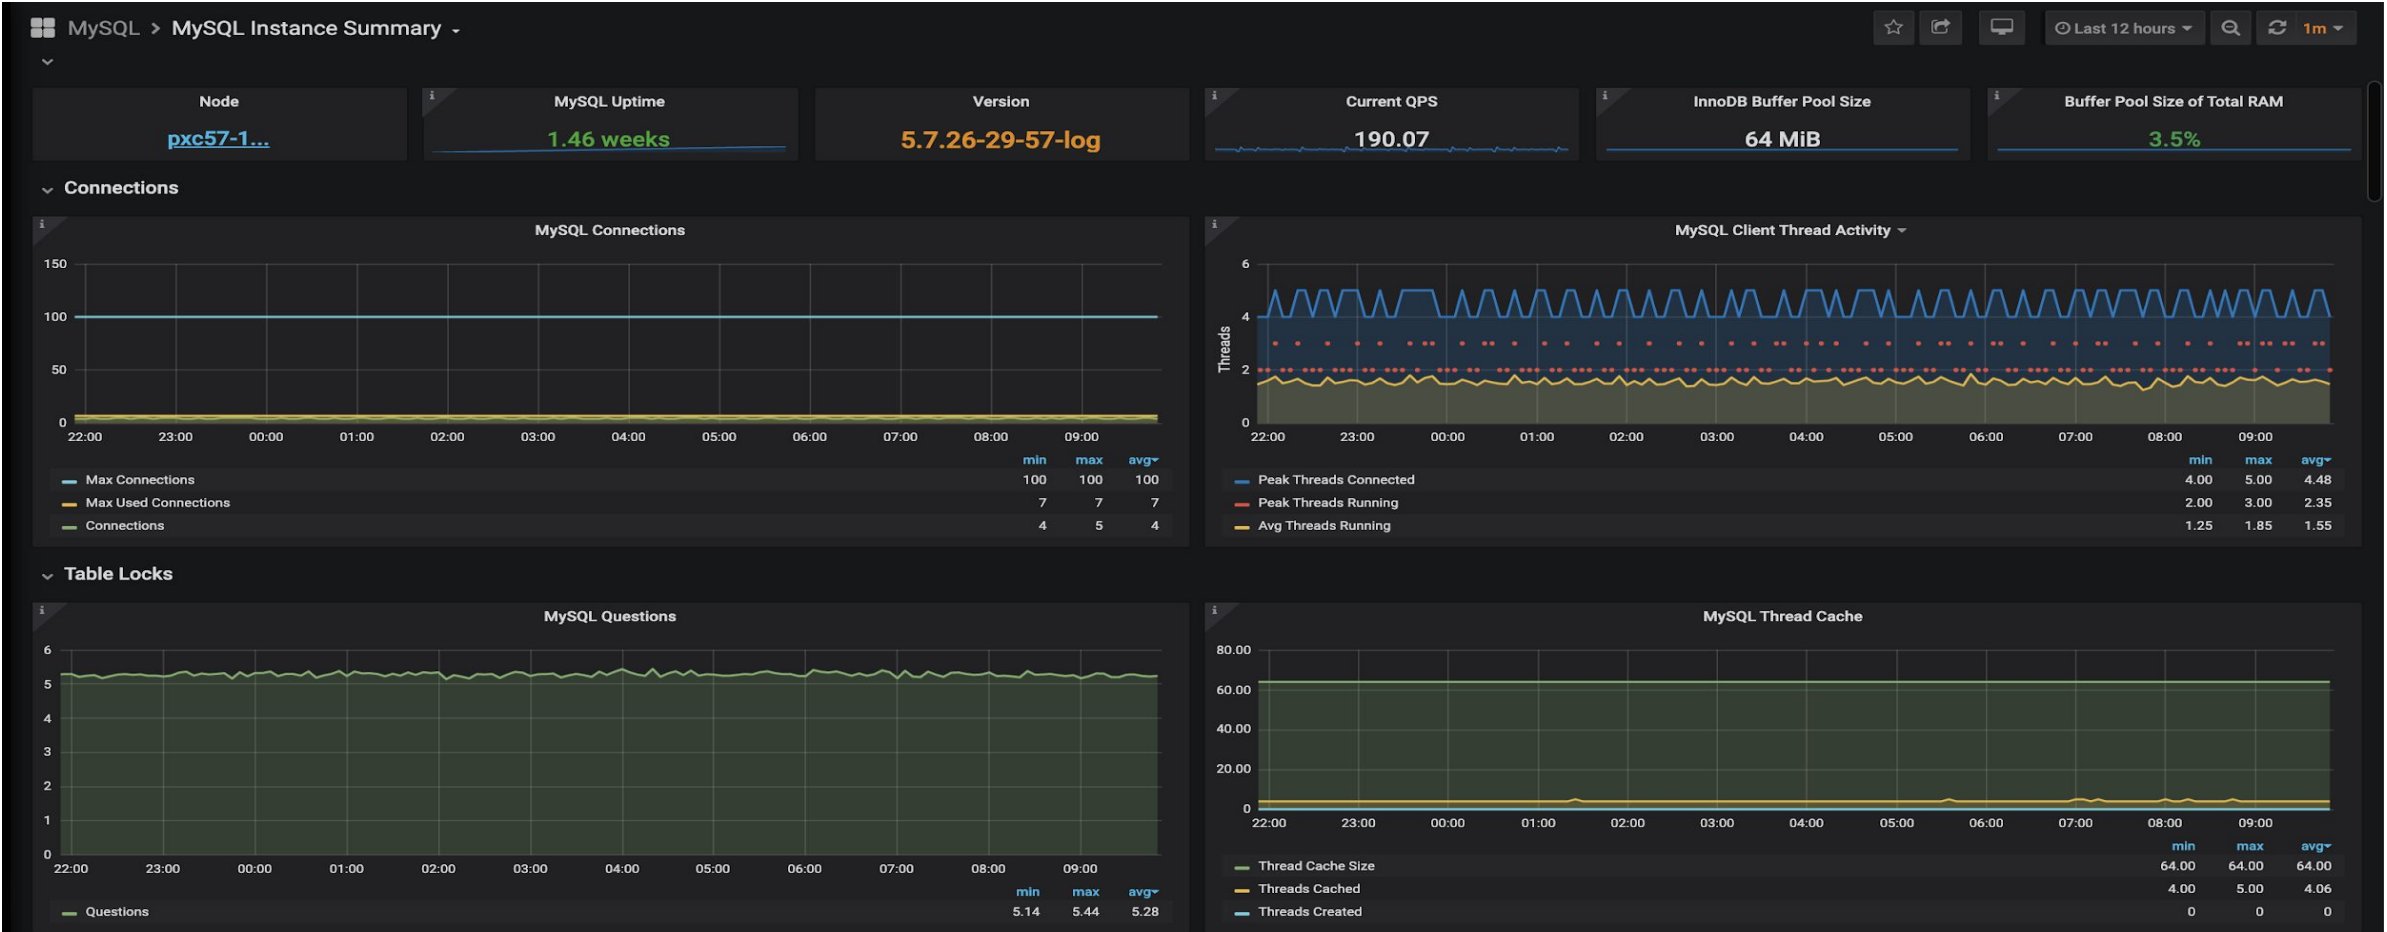 MySQL > MySQL Instance Summary
Last 12 hours
1m
Node
pxc57-1...
MySQL Uptime
1.46 weeks
Version
5.7.26-29-57-log
Current QPS
190.07
InnoDB Buffer Pool Size
64 MiB
Buffer Pool Size of Total RAM
3.5%
Connections
MySQL Connections
150
100
50
0
22:00 23:00 00:00 01:00 02:00 03:00 04:00 05:00 06:00 07:00 08:00 09:00
min max avg
Max Connections 100 100 100
Max Used Connections 7 7 7
Connections 4 5 4
MySQL Client Thread Activity
Threads
6
4
2
0
22:00 23:00 00:00 01:00 02:00 03:00 04:00 05:00 06:00 07:00 08:00 09:00
min max avg
Peak Threads Connected 4.00 5.00 4.48
Peak Threads Running 2.00 3.00 2.35
Avg Threads Running 1.25 1.85 1.55
Table Locks
MySQL Questions
6
5
4
3
2
1
0
22:00 23:00 00:00 01:00 02:00 03:00 04:00 05:00 06:00 07:00 08:00 09:00
min max avg
Questions 5.14 5.44 5.28
MySQL Thread Cache
80.00
60.00
40.00
20.00
0
22:00 23:00 00:00 01:00 02:00 03:00 04:00 05:00 06:00 07:00 08:00 09:00
min max avg
Thread Cache Size 64.00 64.00 64.00
Threads Cached 4.00 5.00 4.06
Threads Created 0 0 0